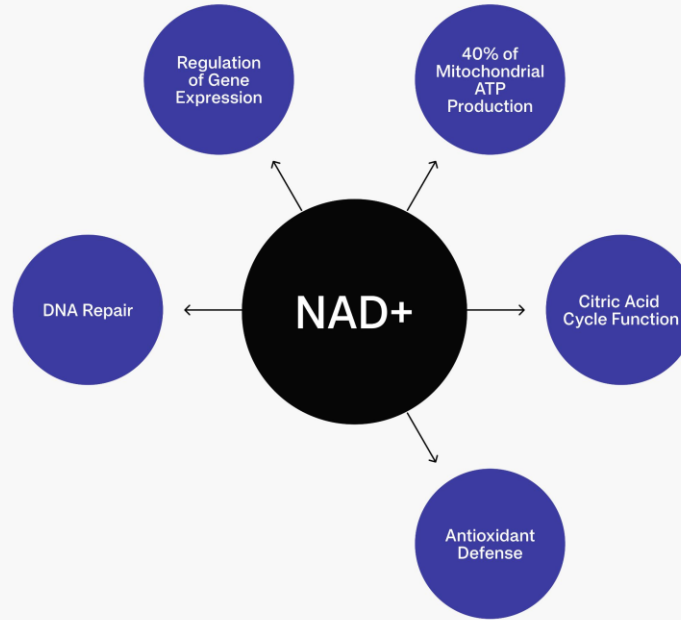 Regulation
of Gene
Expression
40% of
Mitochondrial
ATP
Production
DNA Repair
NAD+
Citric Acid
Cycle Function
Antioxidant
Defense